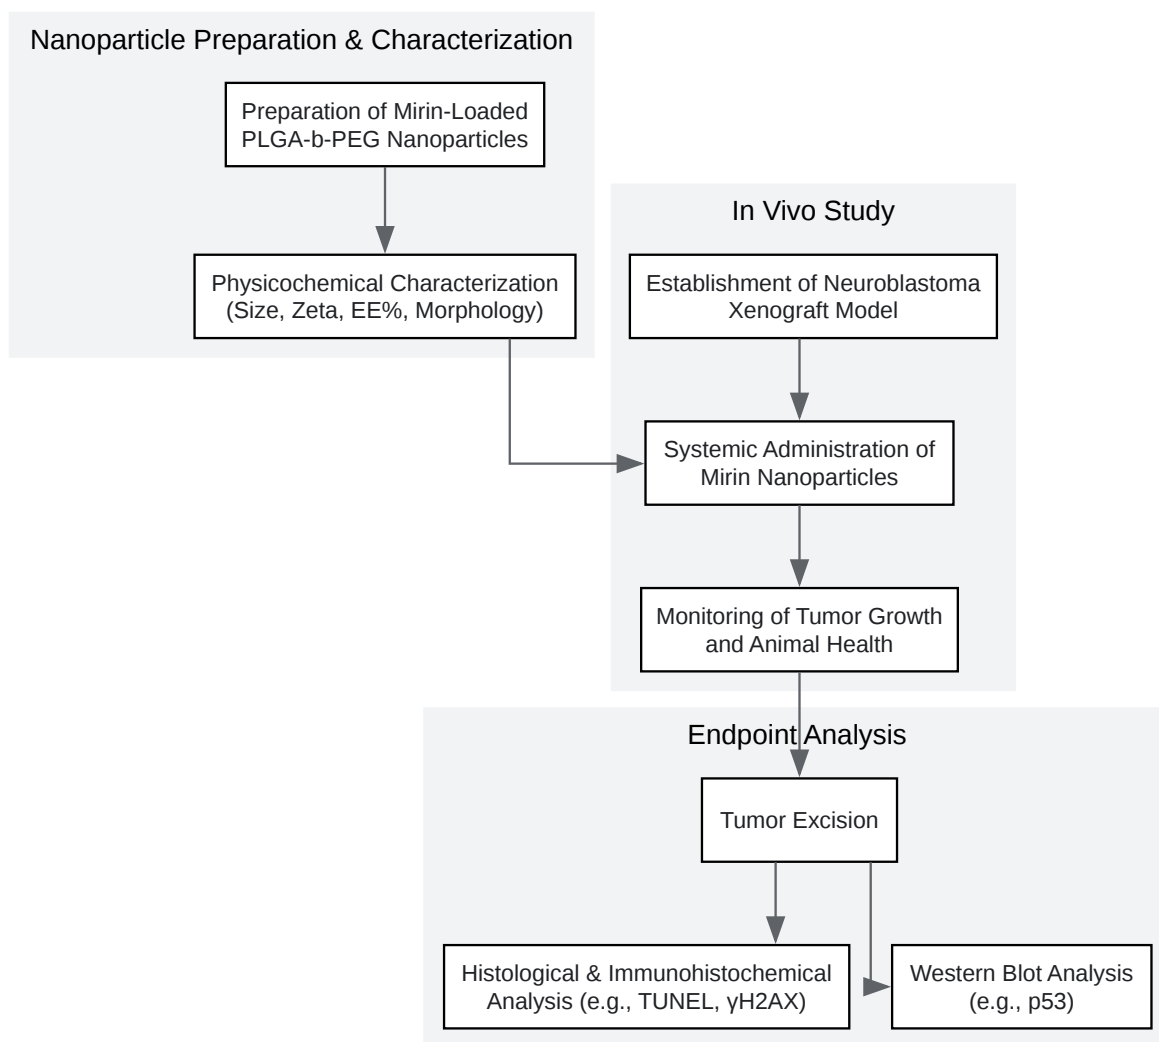 Nanoparticle Preparation & Characterization
Preparation of Mirin-Loaded
PLGA-b-PEG Nanoparticles
Physicochemical Characterization
(Size, Zeta, EE%, Morphology)
In Vivo Study
Establishment of Neuroblastoma
Xenograft Model
Systemic Administration of
Mirin Nanoparticles
Monitoring of Tumor Growth
and Animal Health
Endpoint Analysis
Tumor Excision
Histological & Immunohistochemical
Analysis (e.g., TUNEL, γH2AX)
Western Blot Analysis
(e.g., p53)